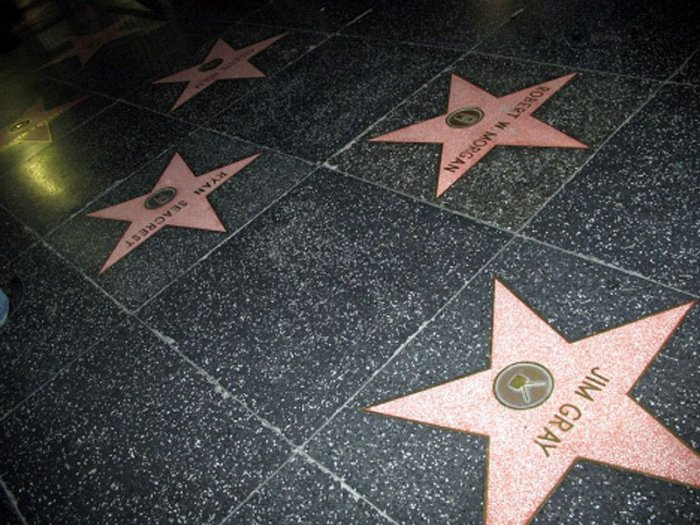 ROBERT W. MORGAN
RYAN
SEACREST
JIM GRAY